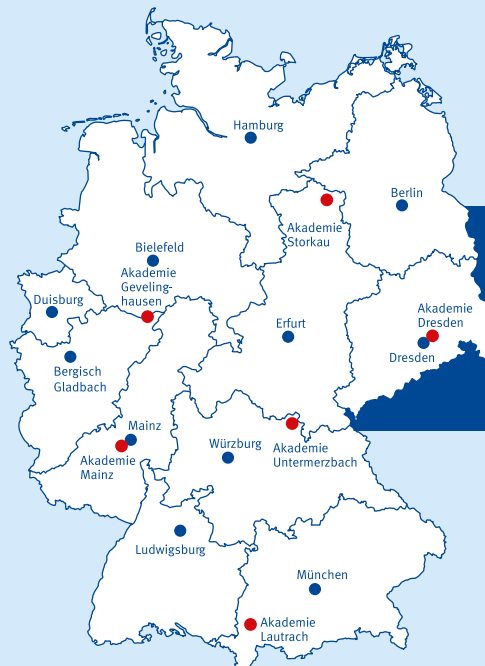 Hamburg
Berlin
Akademie
Storkau
Bielefeld
Akademie
Geveling-
hausen
Duisburg
Akademie
Dresden
Erfurt
Dresden
Bergisch
Gladbach
Mainz
Akademie
Mainz
Würzburg
Akademie
Untermerzbach
Ludwigsburg
München
Akademie
Lautrach